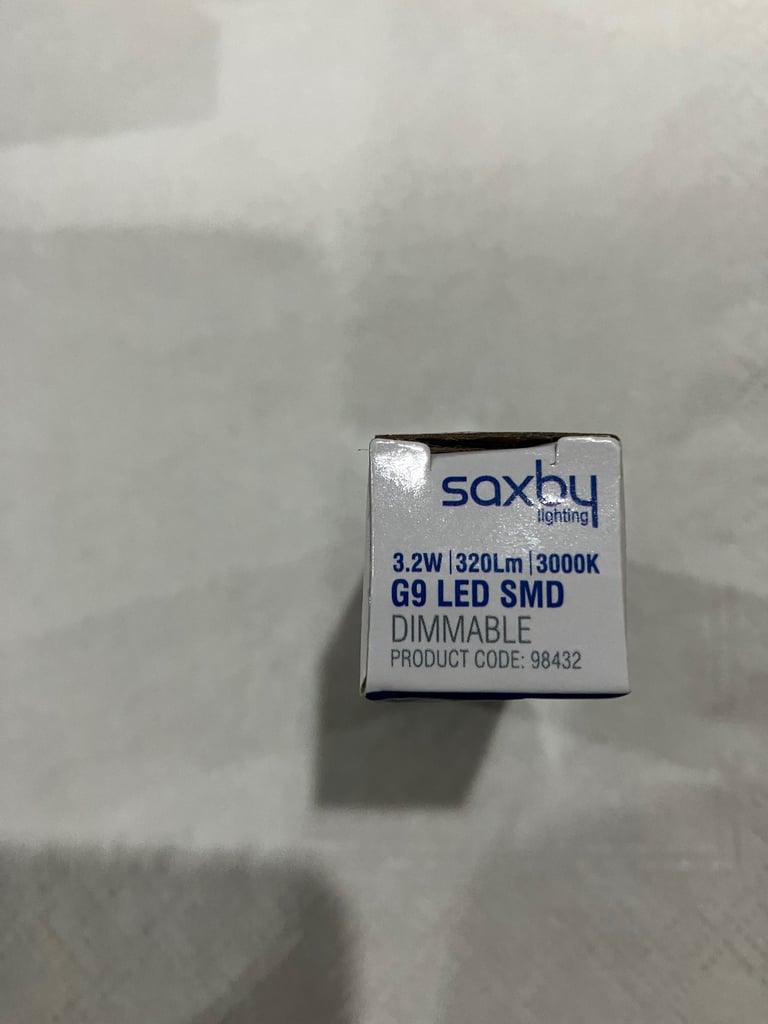 saxby
lighting
3.2W | 320Lm | 3000K
G9 LED SMD
DIMMABLE
PRODUCT CODE: 98432